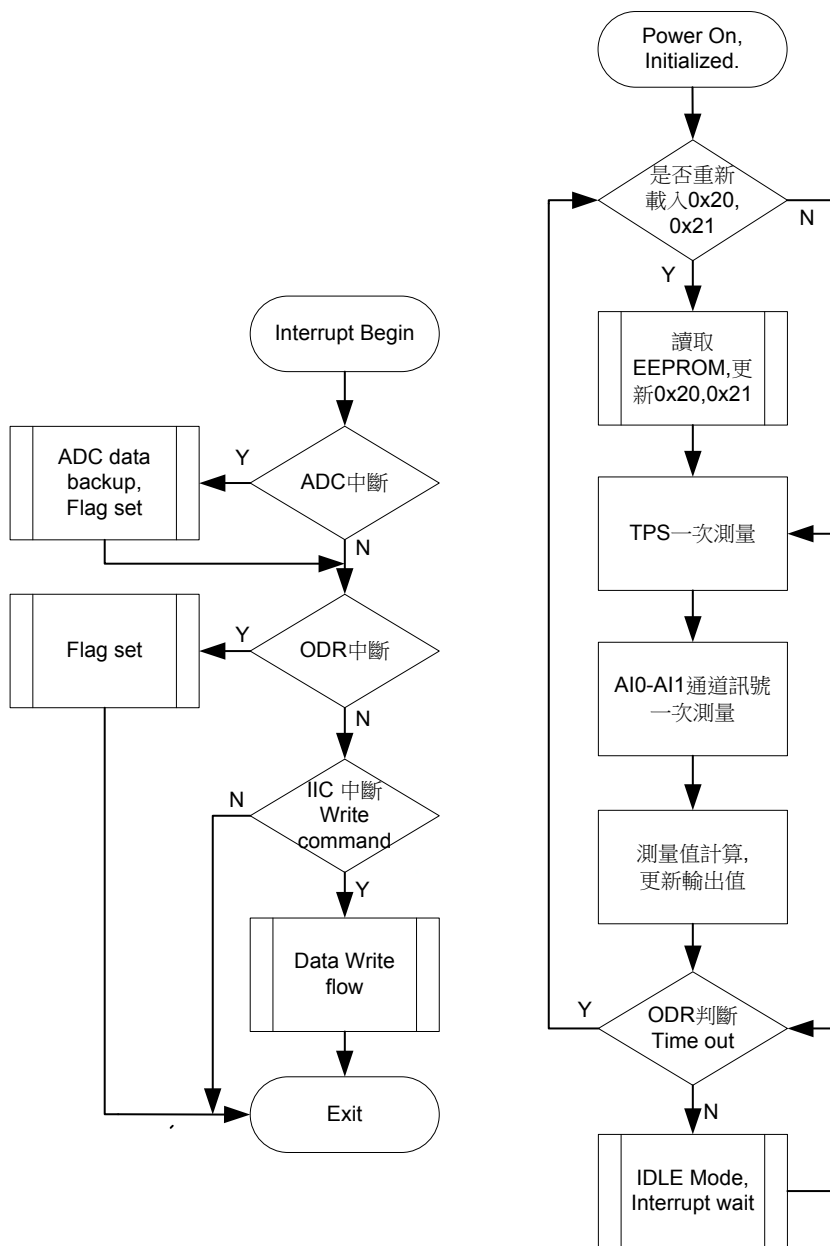 Interrupt Begin
ADC中斷
Y
N
ADC data
backup,
Flag set
ODR中斷
Y
N
Flag set
IIC 中斷
Write
command
N
Y
Data Write
flow
Exit
Power On,
Initialized.
是否重新
載入0x20,
0x21
N
Y
讀取
EEPROM,更
新0x20,0x21
TPS一次測量
AI0-AI1通道訊號
一次測量
測量值計算,
更新輸出值
ODR判斷
Time out
Y
N
IDLE Mode,
Interrupt wait